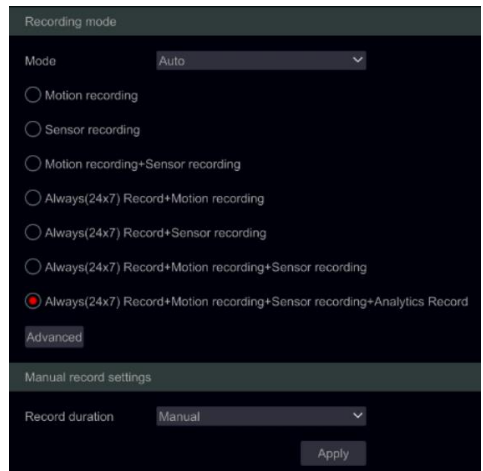 Recording mode
Mode Auto
Motion recording
Sensor recording
Motion recording+Sensor recording
Always(24x7) Record+Motion recording
Always(24x7) Record+Sensor recording
Always(24x7) Record+Motion recording+Sensor recording
Always(24x7) Record+Motion recording+Sensor recording+Analytics Record
Advanced
Manual record settings
Record duration Manual
Apply